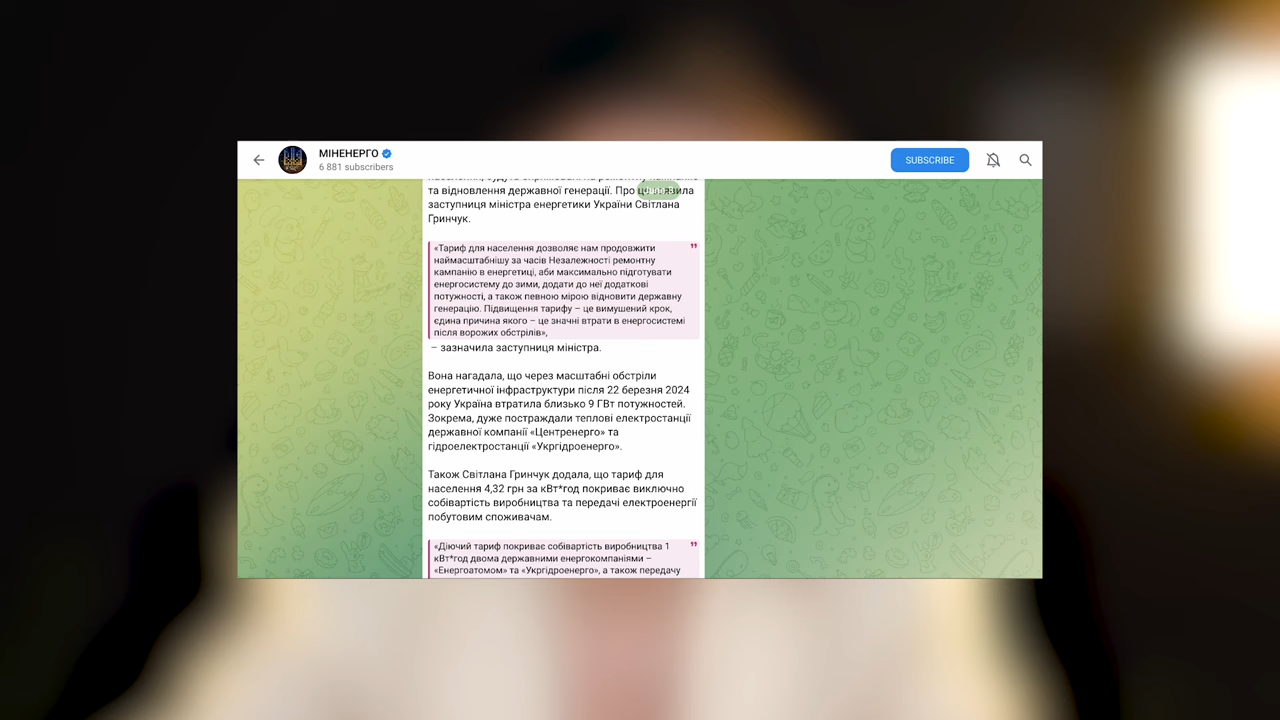 МІНЕНЕРГО
6 881 subscribers
SUBSCRIBE
та відновлення державної генерації. Про це
заступниця міністра енергетики України Світлана
Гринчук.
«Тариф для населення дозволяє нам продовжити
наймасштабнішу за часів Незалежності ремонтну
кампанію в енергетиці, аби максимально підготувати
енергосистему до зими, додати до неї додаткові
потужності, а також певною мірою відновити державну
генерацію. Підвищення тарифу – це вимушений крок,
єдина причина якого – це значні втрати в енергосистемі
після ворожих обстрілів»,
– зазначила заступниця міністра.
Вона нагадала, що через масштабні обстріли
енергетичної інфраструктури після 22 березня 2024
року Україна втратила близько 9 ГВт потужностей.
Зокрема, дуже постраждали теплові електростанції
державної компанії «Центренерго» та
гідроелектростанції «Укргідроенерго».
Також Світлана Гринчук додала, що тариф для
населення 4,32 грн за кВт*год покриває виключно
собівартість виробництва та передачі електроенергії
побутовим споживачам.
«Діючий тариф покриває собівартість виробництва 1
кВт*год двома державними енергокомпаніями –
«Енергоатомом» та «Укргідроенерго», а також передачу